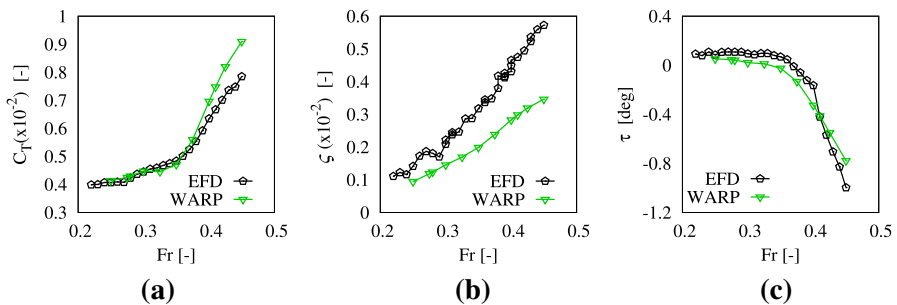 C_T(x10^-2) [-]
1
0.9
0.8
0.7
0.6
0.5
0.4
0.3
EFD
WARP
0.2 0.3 0.4 0.5
Fr [-]
(a)
ς (x10^-2) [-]
0.6
0.5
0.4
0.3
0.2
0.1
0
EFD
WARP
0.2 0.3 0.4 0.5
Fr [-]
(b)
τ [deg]
0.4
0
-0.4
-0.8
-1.2
EFD
WARP
0.2 0.3 0.4 0.5
Fr [-]
(c)